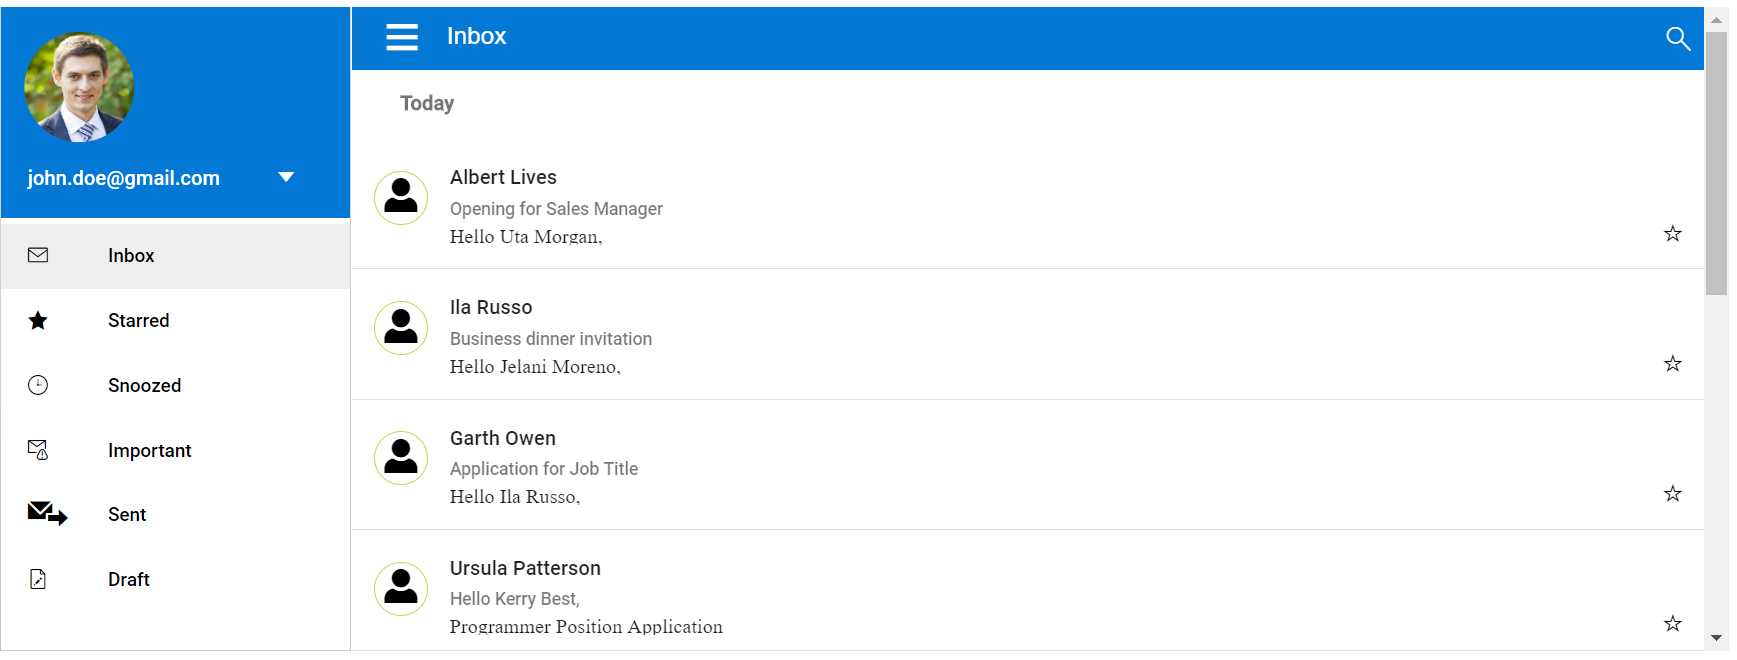 john.doe@gmail.com
Inbox
Starred
Snoozed
Important
Sent
Draft
Inbox
Today
Albert Lives
Opening for Sales Manager
Hello Uta Morgan,
Ila Russo
Business dinner invitation
Hello Jelani Moreno,
Garth Owen
Application for Job Title
Hello Ila Russo,
Ursula Patterson
Hello Kerry Best,
Programmer Position Application